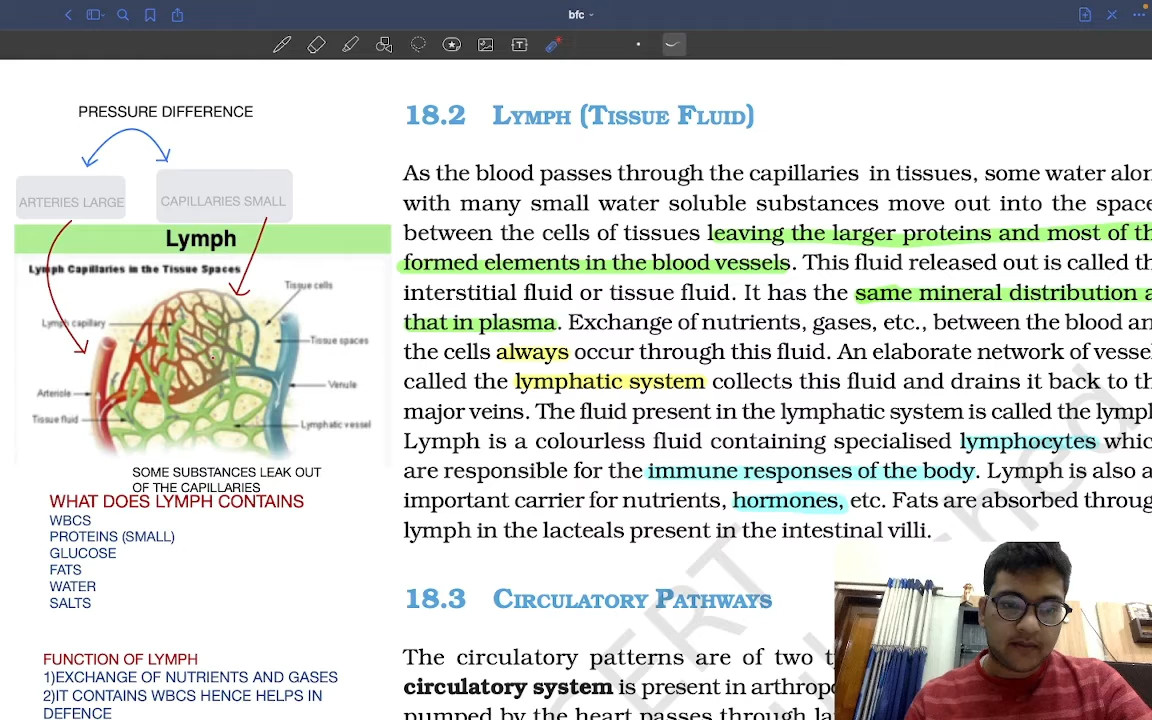 bfc
PRESSURE DIFFERENCE
ARTERIES LARGE
CAPILLARIES SMALL
Lymph
Lymph Capillaries in the Tissue Spaces
Tissue cells
Lymph capillary
Tissue spaces
Arteriole
Venule
Tissue fluid
Lymphatic vessel
SOME SUBSTANCES LEAK OUT
OF THE CAPILLARIES
WHAT DOES LYMPH CONTAINS
WBCS
PROTEINS (SMALL)
GLUCOSE
FATS
WATER
SALTS
FUNCTION OF LYMPH
1)EXCHANGE OF NUTRIENTS AND GASES
2)IT CONTAINS WBCS HENCE HELPS IN
DEFENCE
18.2 LYMPH (TISSUE FLUID)
As the blood passes through the capillaries in tissues, some water alon
with many small water soluble substances move out into the space
between the cells of tissues leaving the larger proteins and most of th
formed elements in the blood vessels. This fluid released out is called th
interstitial fluid or tissue fluid. It has the same mineral distribution a
that in plasma. Exchange of nutrients, gases, etc., between the blood an
the cells always occur through this fluid. An elaborate network of vesse
called the lymphatic system collects this fluid and drains it back to th
major veins. The fluid present in the lymphatic system is called the lymp
Lymph is a colourless fluid containing specialised lymphocytes whic
are responsible for the immune responses of the body. Lymph is also a
important carrier for nutrients, hormones, etc. Fats are absorbed throug
lymph in the lacteals present in the intestinal villi.
18.3 CIRCULATORY PATHWAYS
The circulatory patterns are of two t
circulatory system is present in arthropo
pumped by the heart passes through la